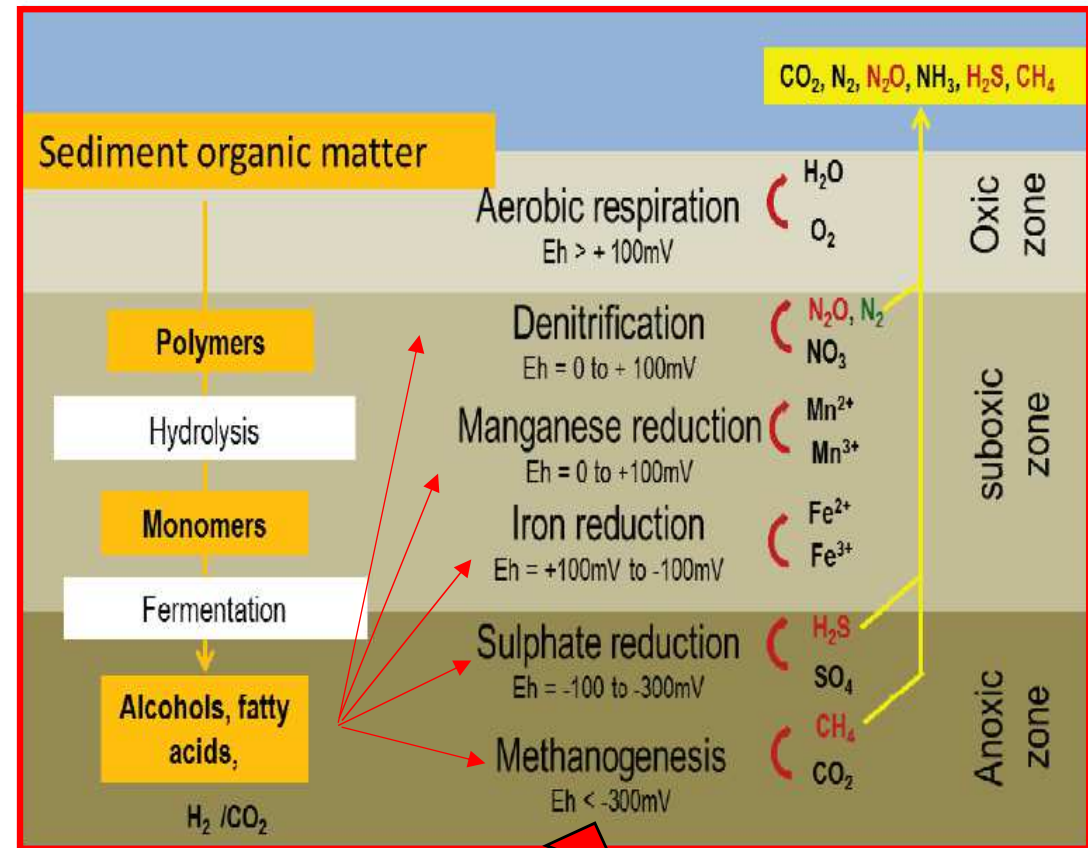 CO₂, N₂, N₂O, NH₃, H₂S, CH₄
Sediment organic matter
Aerobic respiration
Eh > + 100mV
H₂O
O₂
Oxic
zone
Polymers
Hydrolysis
Monomers
Fermentation
Alcohols, fatty
acids,
H₂ /CO₂
Denitrification
Eh = 0 to + 100mV
N₂O, N₂
NO₃
Manganese reduction
Eh = 0 to +100mV
Mn²⁺
Mn³⁺
Iron reduction
Eh = +100mV to -100mV
Fe²⁺
Fe³⁺
suboxic
zone
Sulphate reduction
Eh = -100 to -300mV
H₂S
SO₄
Methanogenesis
Eh < -300mV
CH₄
CO₂
Anoxic
zone